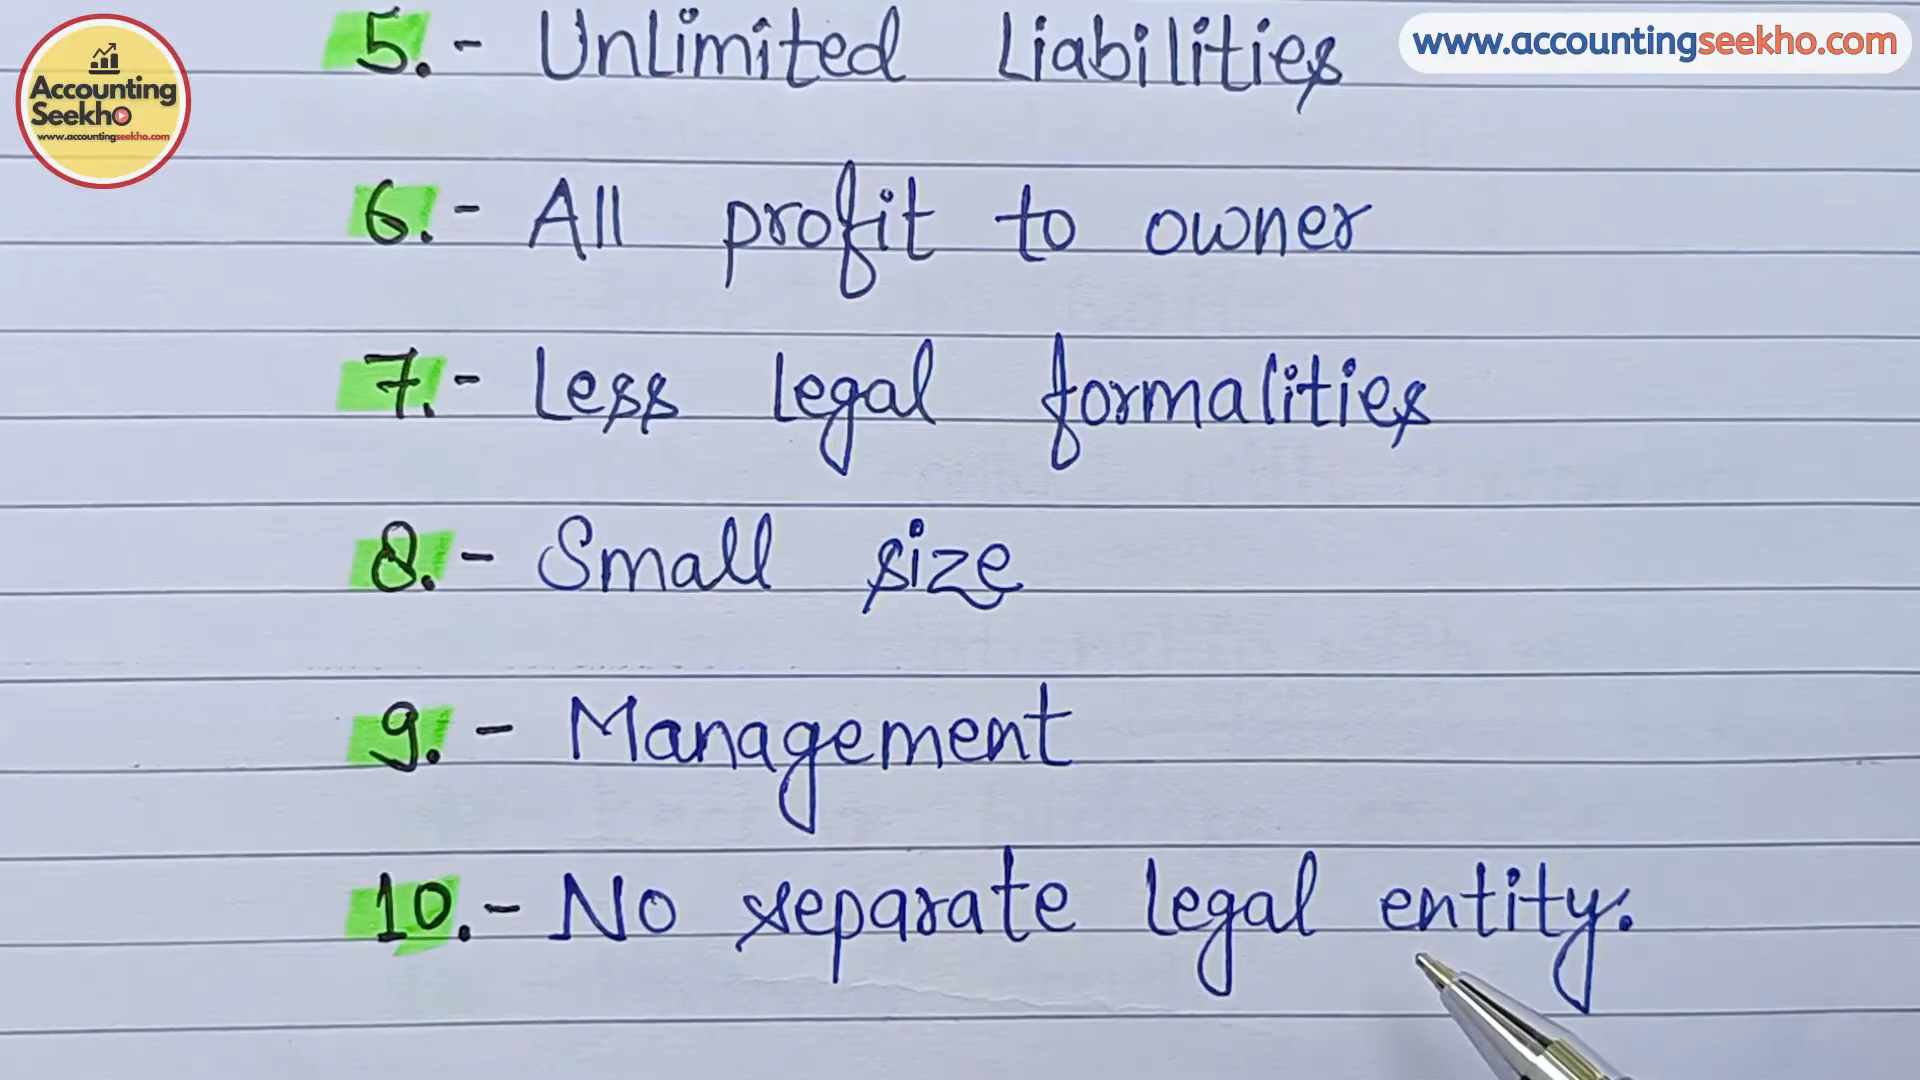 Accounting
Seekho
www.accountingseekho.com
www.accountingseekho.com
5.- Unlimited Liabilities
6.- All profit to owner
7.- Less legal formalities
8.- Small size
9.- Management
10.- No separate legal entity.